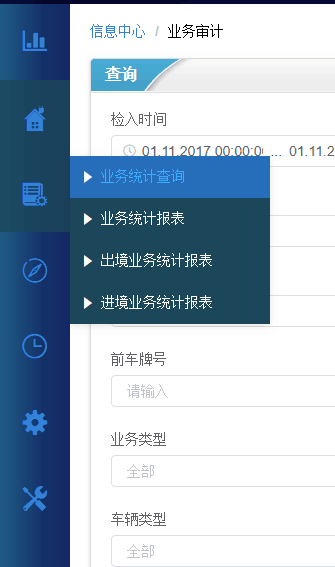 信息中心 / 业务审计
查询
检入时间
01.11.2017 00:00:0 ... 01.11.2
业务统计查询
业务统计报表
出境业务统计报表
进境业务统计报表
前车牌号
请输入
业务类型
全部
车辆类型
全部